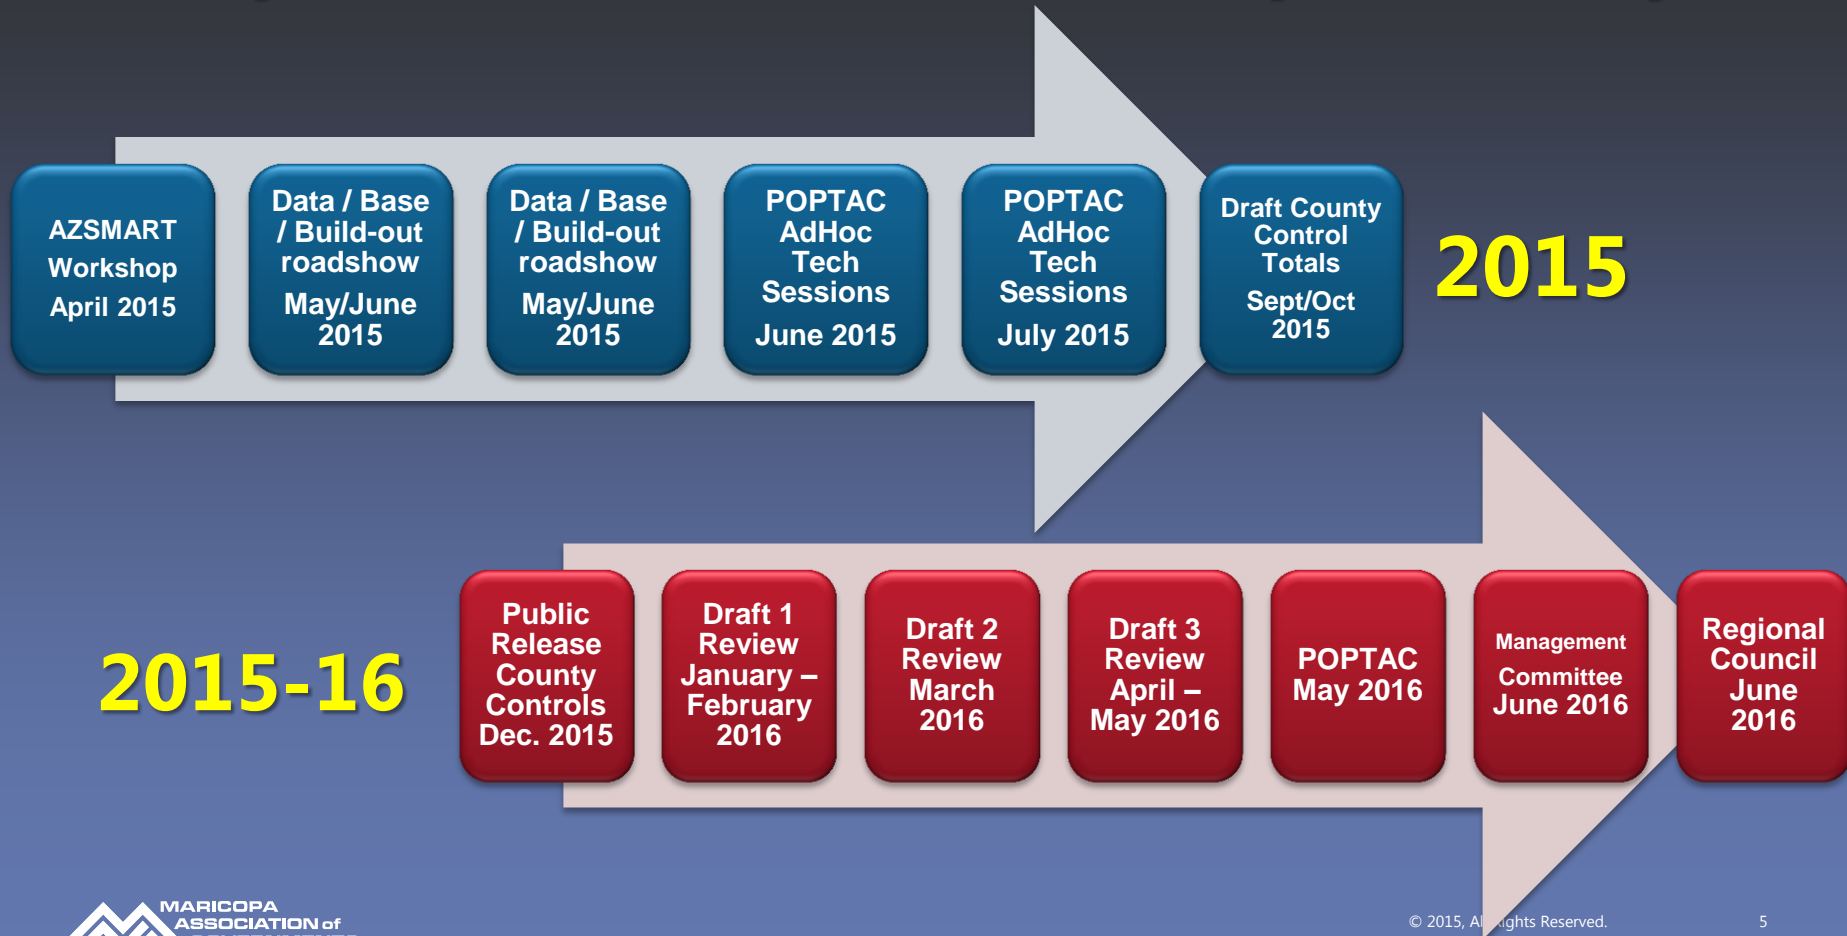 AZSMART
Workshop
April 2015
Data / Base
/ Build-out
roadshow
May/June
2015
Data / Base
/ Build-out
roadshow
May/June
2015
POPTAC
AdHoc
Tech
Sessions
June 2015
POPTAC
AdHoc
Tech
Sessions
July 2015
Draft County
Control
Totals
Sept/Oct
2015
2015
2015-16
Public
Release
County
Controls
Dec. 2015
Draft 1
Review
January –
February
2016
Draft 2
Review
March
2016
Draft 3
Review
April –
May 2016
POPTAC
May 2016
Management
Committee
June 2016
Regional
Council
June
2016
MARICOPA
ASSOCIATION of
© 2015, All Rights Reserved.
5